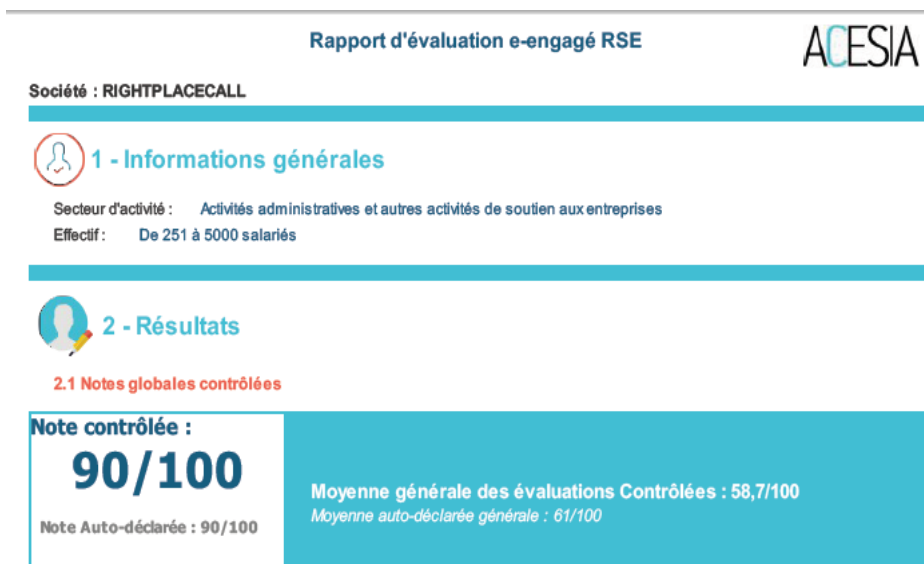 Rapport d'évaluation e-engagé RSE
ACESIA
Société : RIGHTPLACECALL
1 - Informations générales
Secteur d'activité : Activités administratives et autres activités de soutien aux entreprises
Effectif : De 251 à 5000 salariés
2 - Résultats
2.1 Notes globales contrôlées
Note contrôlée :
90/100
Note Auto-déclarée : 90/100
Moyenne générale des évaluations Contrôlées : 58,7/100
Moyenne auto-déclarée générale : 61/100